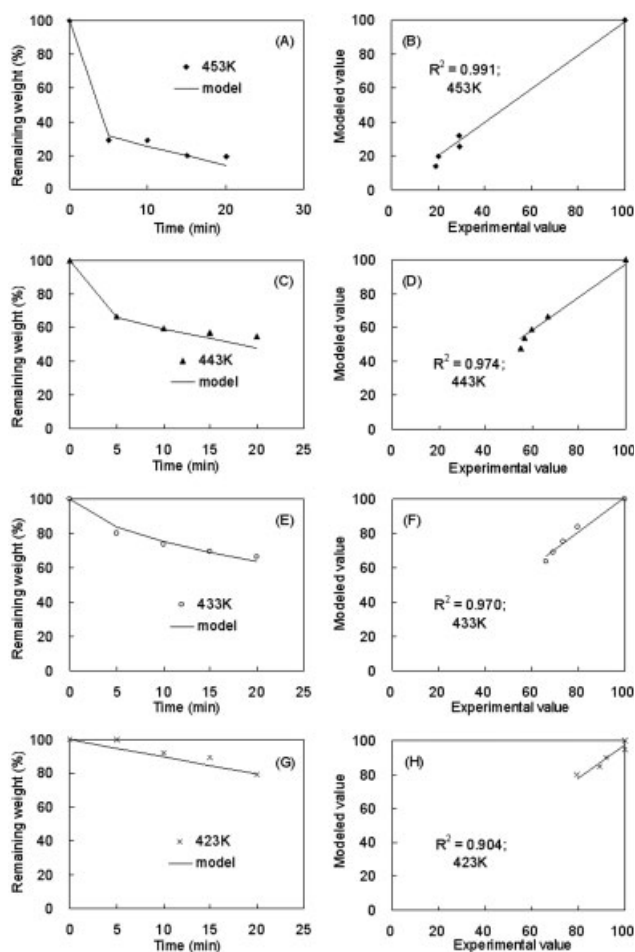 100
80
60
40
20
0
Remaining weight (%)
(A)
453K
model
0 10 20 30
Time (min)
100
80
60
40
20
0
Modeled value
(B)
R² = 0.991;
453K
0 20 40 60 80 100
Experimental value
100
80
60
40
20
0
Remaining weight (%)
(C)
443K
model
0 5 10 15 20 25
Time (min)
100
80
60
40
20
0
Modeled value
(D)
R² = 0.974;
443K
0 20 40 60 80 100
Experimental value
100
80
60
40
20
0
Remaining weight (%)
(E)
433K
model
0 5 10 15 20 25
Time (min)
100
80
60
40
20
0
Modeled value
(F)
R² = 0.970;
433K
0 20 40 60 80 100
Experimental value
100
80
60
40
20
0
Remaining weight (%)
(G)
423K
model
0 5 10 15 20 25
Time (min)
100
80
60
40
20
0
Modeled value
(H)
R² = 0.904;
423K
0 20 40 60 80 100
Experimental value